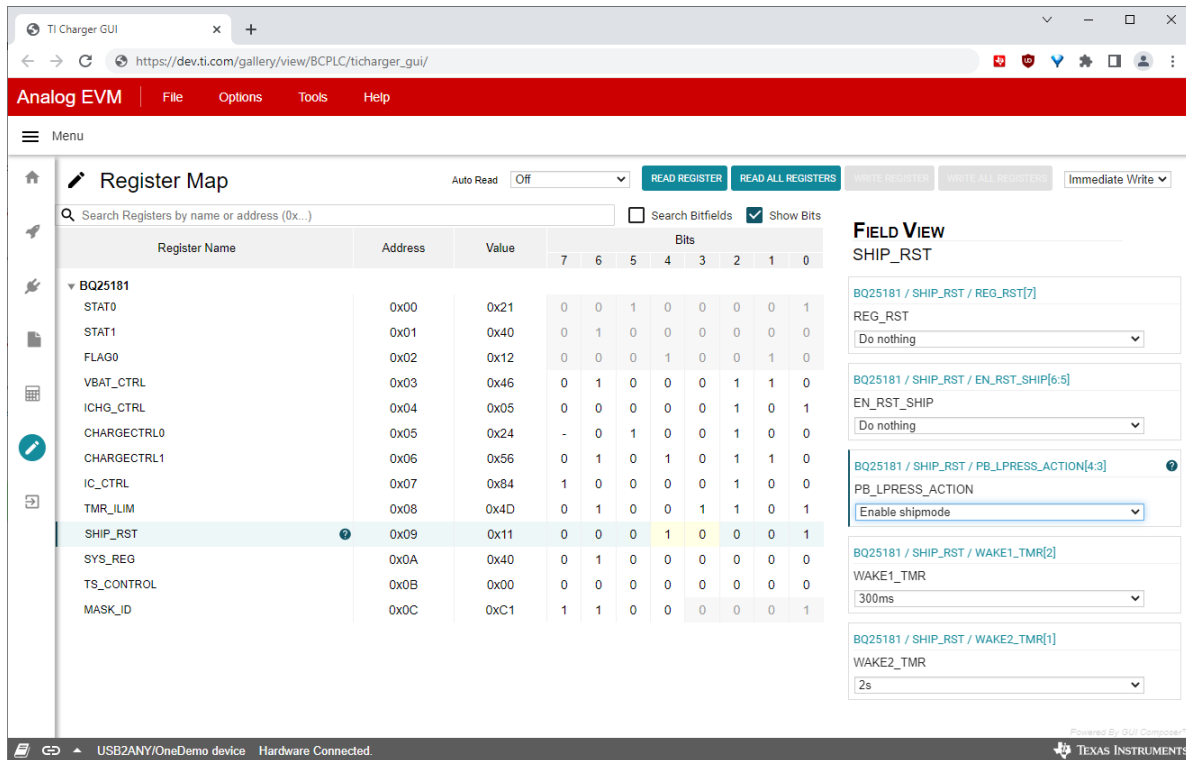 TI Charger GUI
https://dev.ti.com/gallery/view/BCPLC/ticharger_gui/
Analog EVM File Options Tools Help
Menu
Register Map Auto Read Off READ REGISTER READ ALL REGISTERS WRITE REGISTER WRITE ALL REGISTERS Immediate Write
Search Registers by name or address (0x...) Search Bitfields Show Bits
Register Name Address Value Bits
7 6 5 4 3 2 1 0
BQ25181
STAT0 0x00 0x21 0 0 1 0 0 0 0 1
STAT1 0x01 0x40 0 1 0 0 0 0 0 0
FLAG0 0x02 0x12 0 0 0 1 0 0 1 0
VBAT_CTRL 0x03 0x46 0 1 0 0 0 1 1 0
ICHG_CTRL 0x04 0x05 0 0 0 0 0 1 0 1
CHARGECTRL0 0x05 0x24 - 0 1 0 0 1 0 0
CHARGECTRL1 0x06 0x56 0 1 0 1 0 1 1 0
IC_CTRL 0x07 0x84 1 0 0 0 0 1 0 0
TMR_ILIM 0x08 0x4D 0 1 0 0 1 1 0 1
SHIP_RST ? 0x09 0x11 0 0 0 1 0 0 0 1
SYS_REG 0x0A 0x40 0 1 0 0 0 0 0 0
TS_CONTROL 0x0B 0x00 0 0 0 0 0 0 0 0
MASK_ID 0x0C 0xC1 1 1 0 0 0 0 0 1
FIELD VIEW
SHIP_RST
BQ25181 / SHIP_RST / REG_RST[7]
REG_RST
Do nothing
BQ25181 / SHIP_RST / EN_RST_SHIP[6:5]
EN_RST_SHIP
Do nothing
BQ25181 / SHIP_RST / PB_LPRESS_ACTION[4:3] ?
PB_LPRESS_ACTION
Enable shipmode
BQ25181 / SHIP_RST / WAKE1_TMR[2]
WAKE1_TMR
300ms
BQ25181 / SHIP_RST / WAKE2_TMR[1]
WAKE2_TMR
2s
Powered By GUI Composer™
USB2ANY/OneDemo device Hardware Connected. TEXAS INSTRUMENTS